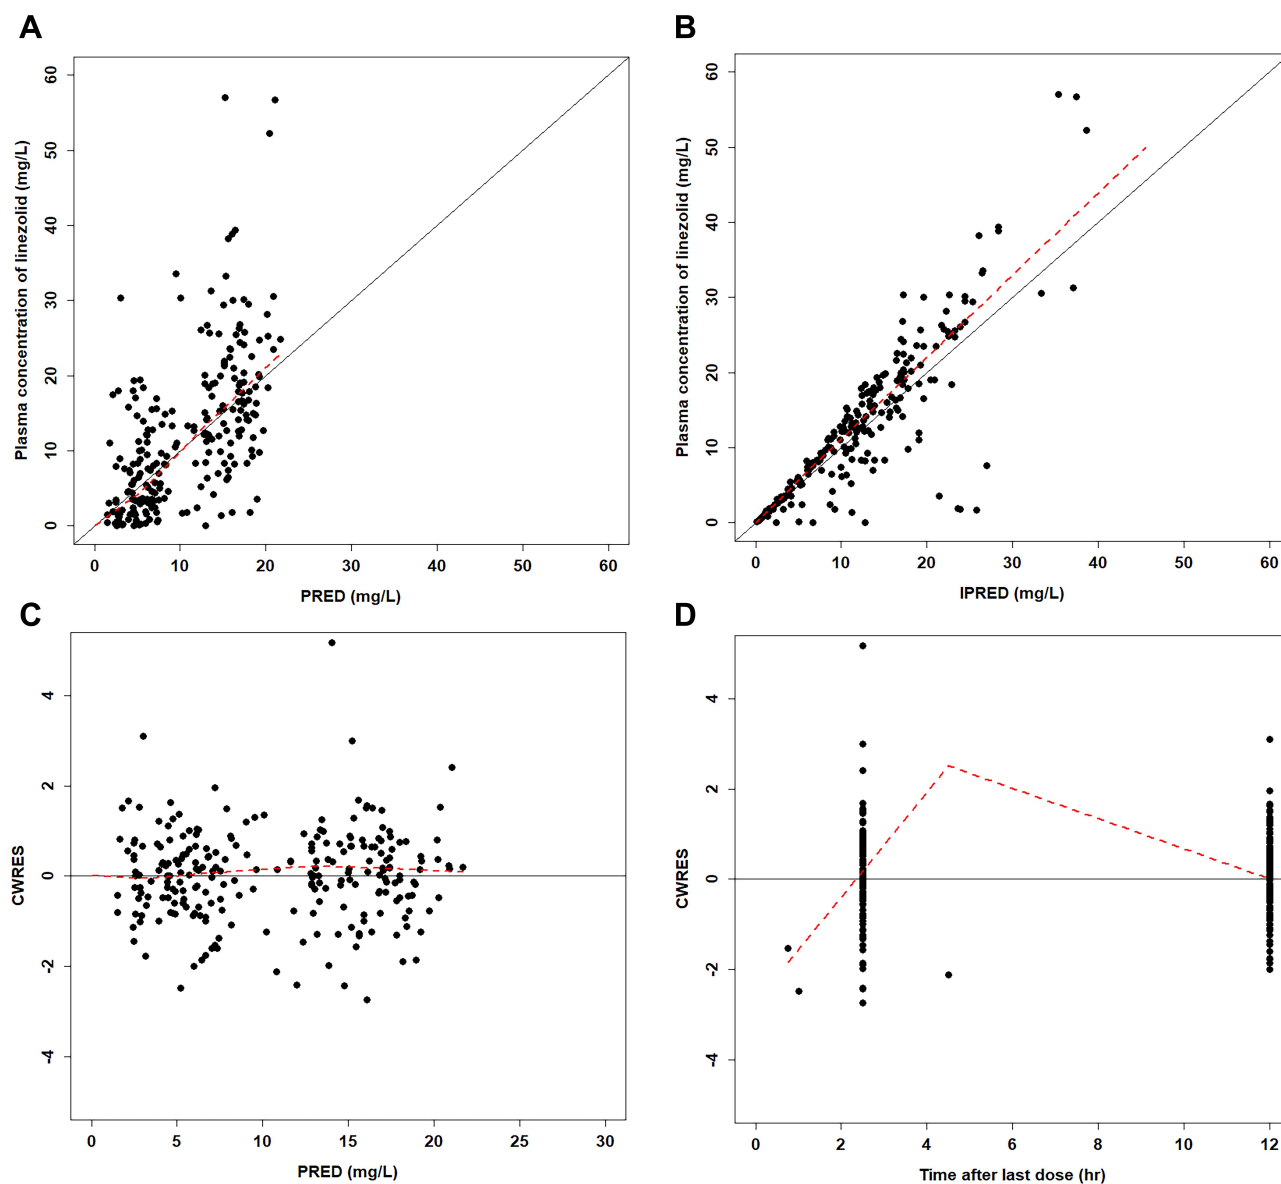 A
B
60
50
40
30
20
10
0
Plasma concentration of linezolid (mg/L)
0 10 20 30 40 50 60
PRED (mg/L)
60
50
40
30
20
10
0
Plasma concentration of linezolid (mg/L)
0 10 20 30 40 50 60
IPRED (mg/L)
C
D
4
2
0
-2
-4
CWRES
0 5 10 15 20 25 30
PRED (mg/L)
4
2
0
-2
-4
CWRES
0 2 4 6 8 10 12
Time after last dose (hr)